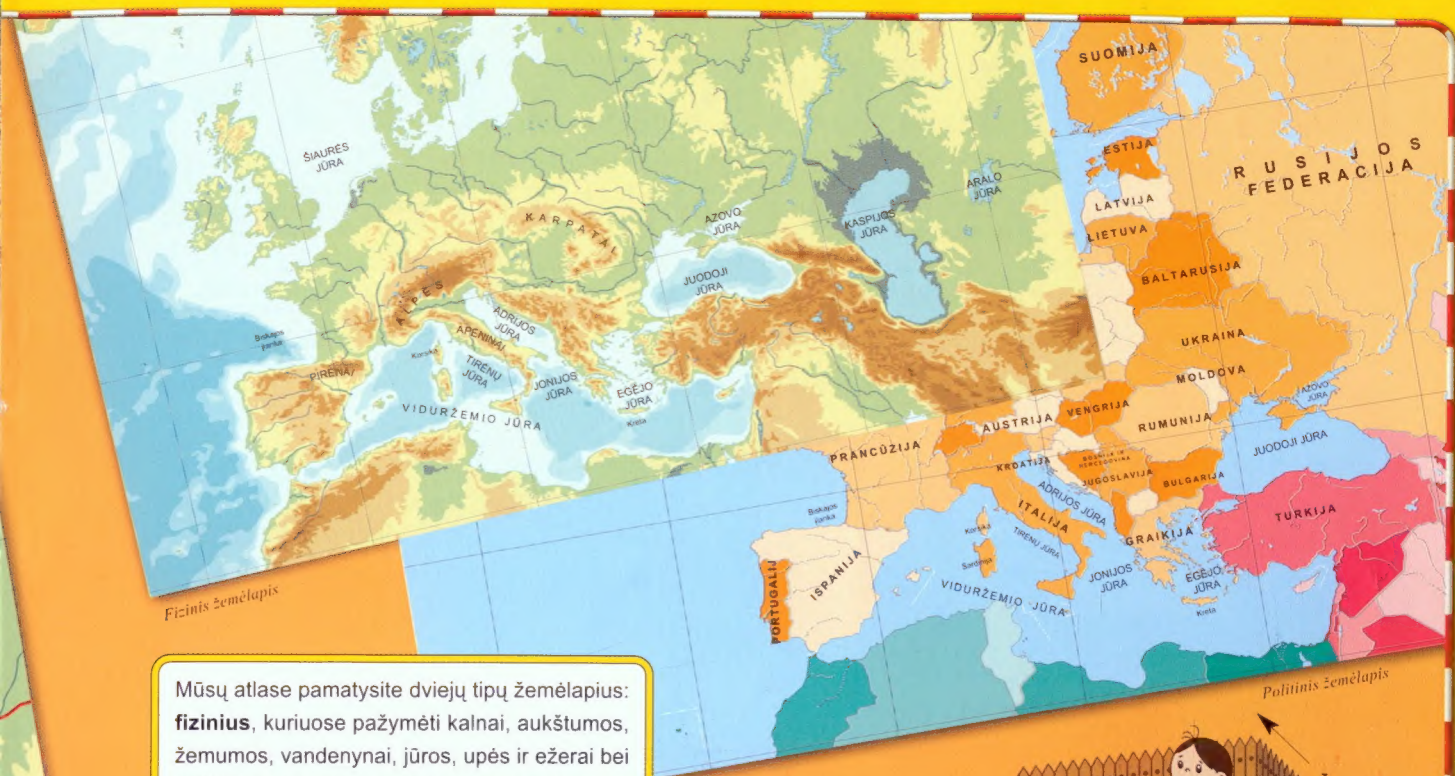 ŠIAURĖS
JŪRA
KARPATAI
ALPĖS
ADRIJOS
JŪRA
APENINAI
Biskajos
įlanka
PIRĖNAI
Korsika
TIRĖNŲ
JŪRA
JONIJOS
JŪRA
EGĖJO
JŪRA
Kreta
VIDURŽEMIO JŪRA
AZOVO
JŪRA
JUODOJI
JŪRA
KASPIJOS
JŪRA
ARALO
JŪRA
Fizinis žemėlapis
SUOMIJA
ESTIJA
LATVIJA
LIETUVA
RUSIJOS
FEDERACIJA
BALTARUSIJA
UKRAINA
MOLDOVA
AZOVO
JŪRA
PRANCŪZIJA
AUSTRIJA
VENGRIJA
RUMUNIJA
JUODOJI JŪRA
KROATIJA
BOSNIJA IR
HERCEGOVINA
JUGOSLAVIJA
BULGARIJA
ADRIJOS JŪRA
ITALIJA
Biskajos
įlanka
Korsika
TIRĖNŲ JŪRA
Sardinija
GRAIKIJA
TURKIJA
ISPANIJA
PORTUGALIJ
VIDURŽEMIO JŪRA
JONIJOS
JŪRA
EGĖJO
JŪRA
Kreta
Politinis žemėlapis
Mūsų atlase pamatysite dviejų tipų žemėlapius:
fizinius, kuriuose pažymėti kalnai, aukštumos,
žemumos, vandenynai, jūros, upės ir ežerai bei